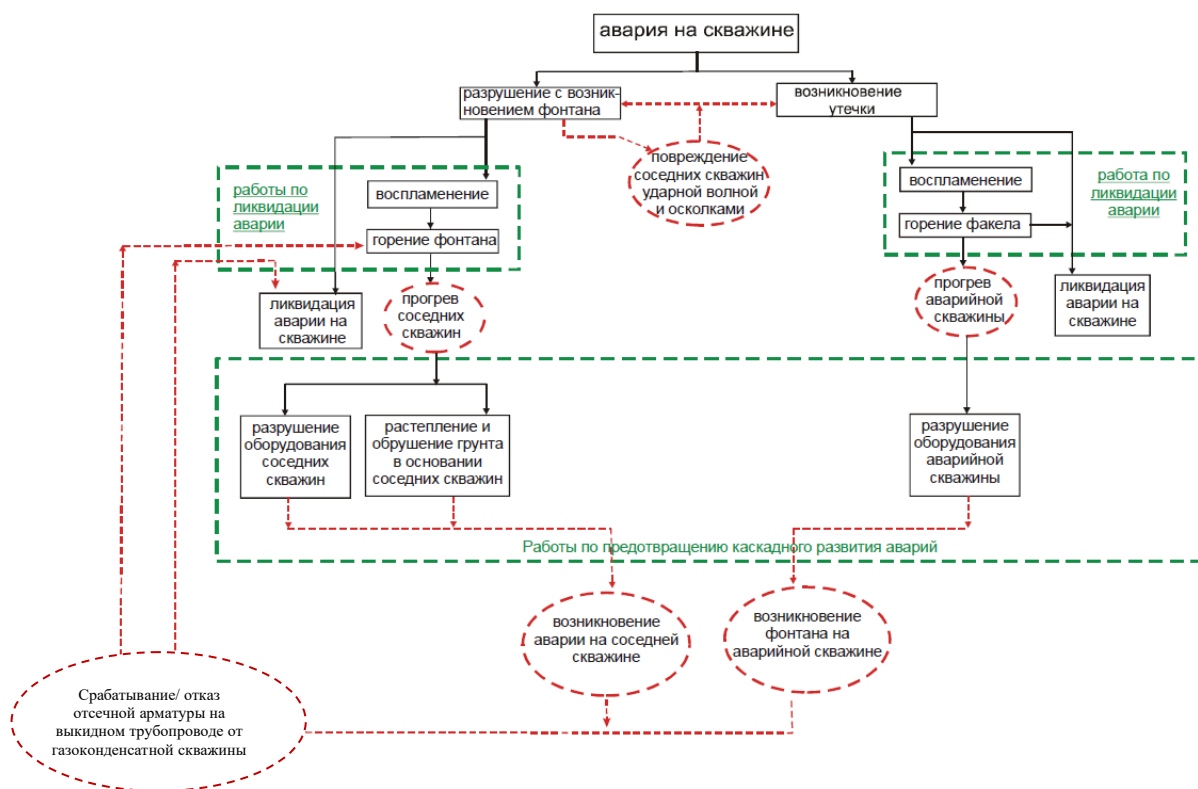 авария на скважине
разрушение с возник-
новением фонтана
возникновение
утечки
повреждение
соседних скважин
ударной волной
и осколками
работы по
ликвидации
аварии
воспламенение
горение фонтана
воспламенение
горение факела
работа по
ликвидации
аварии
ликвидация
аварии на
скважине
прогрев
соседних
скважин
прогрев
аварийной
скважины
ликвидация
аварии на
скважине
разрушение
оборудования
соседних
скважин
растепление и
обрушение грунта
в основании
соседних скважин
разрушение
оборудования
аварийной
скважины
Работы по предотвращению каскадного развития аварий
возникновение
аварии на соседней
скважине
возникновение
фонтана на
аварийной скважине
Срабатывание/ отказ
отсечной арматуры на
выкидном трубопроводе от
газоконденсатной скважины